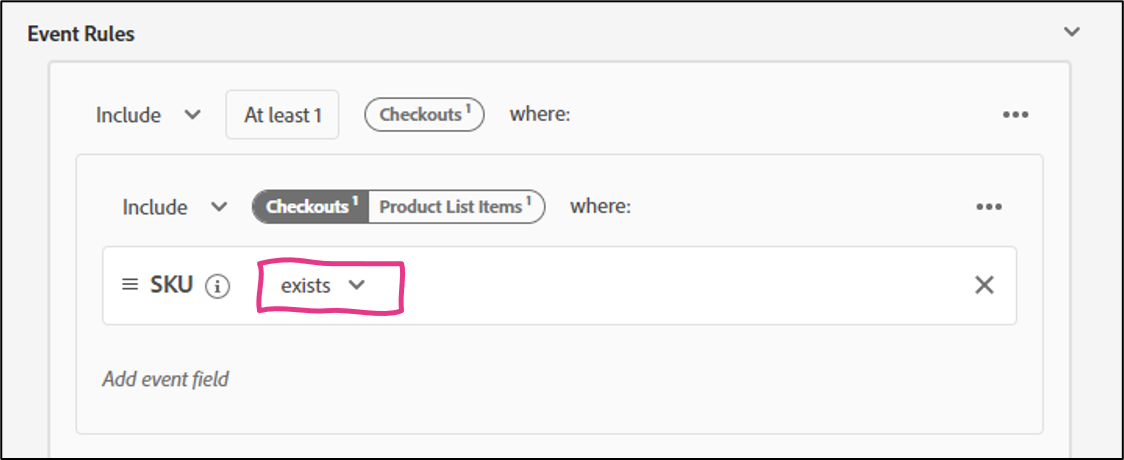 Event Rules
Include At least 1 Checkouts 1 where:
Include Checkouts 1 Product List Items 1 where:
SKU i exists
Add event field